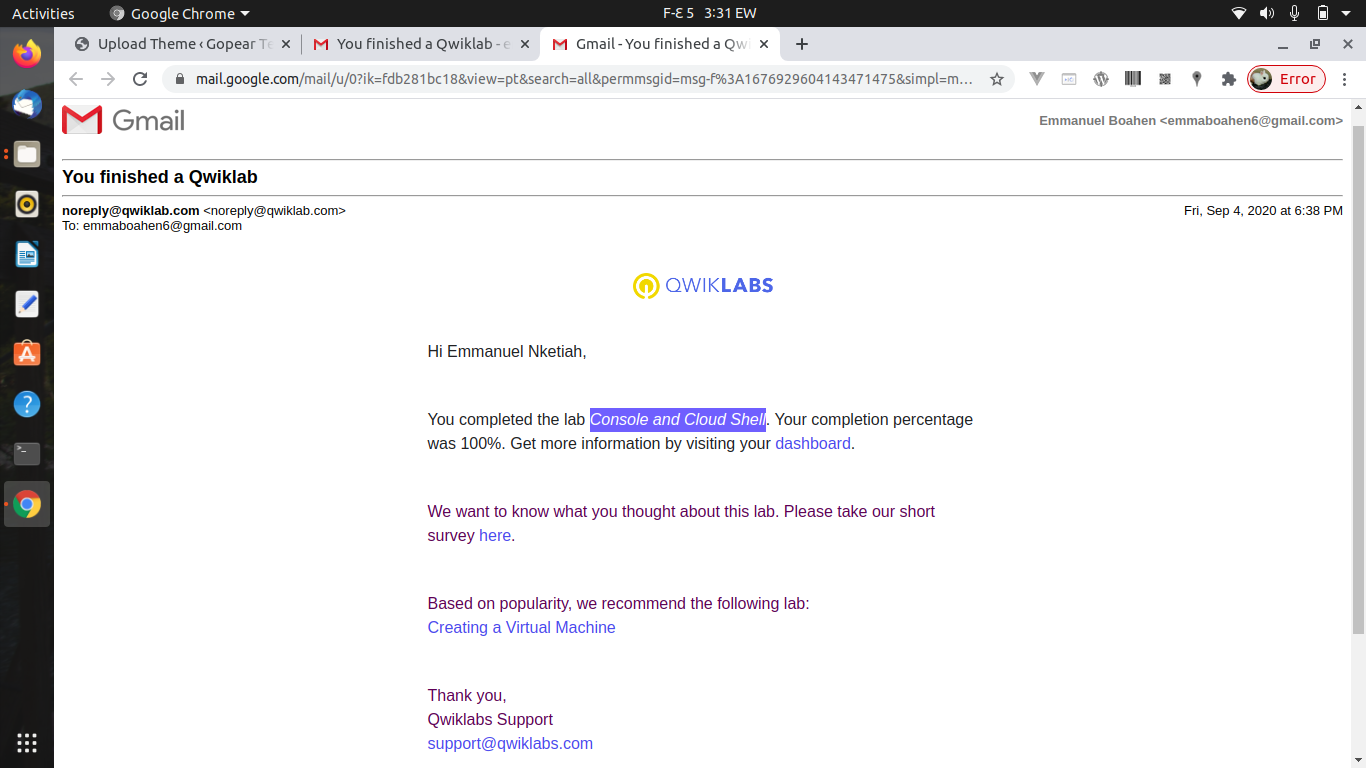 Activities
Google Chrome
F-Ɛ 5 3:31 EW
Upload Theme ‹ Gopear Te
You finished a Qwiklab - e
Gmail - You finished a Qwi
mail.google.com/mail/u/0?ik=fdb281bc18&view=pt&search=all&permmsgid=msg-f%3A1676929604143471475&simpl=m…
Error
Gmail
Emmanuel Boahen <emmaboahen6@gmail.com>
You finished a Qwiklab
noreply@qwiklab.com <noreply@qwiklab.com>
Fri, Sep 4, 2020 at 6:38 PM
To: emmaboahen6@gmail.com
QWIKLABS
Hi Emmanuel Nketiah,
You completed the lab Console and Cloud Shell. Your completion percentage
was 100%. Get more information by visiting your dashboard.
We want to know what you thought about this lab. Please take our short
survey here.
Based on popularity, we recommend the following lab:
Creating a Virtual Machine
Thank you,
Qwiklabs Support
support@qwiklabs.com